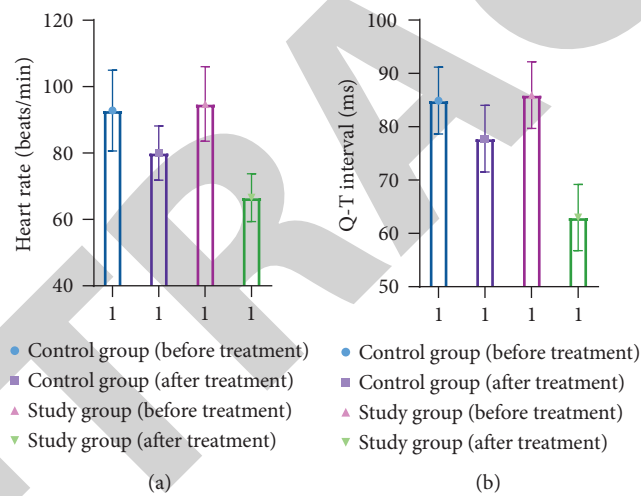 120
100
80
60
40
Heart rate (beats/min)
1 1 1 1
Control group (before treatment)
Control group (after treatment)
Study group (before treatment)
Study group (after treatment)
(a)
100
90
80
70
60
50
Q-T interval (ms)
1 1 1 1
Control group (before treatment)
Control group (after treatment)
Study group (before treatment)
Study group (after treatment)
(b)
TRAC